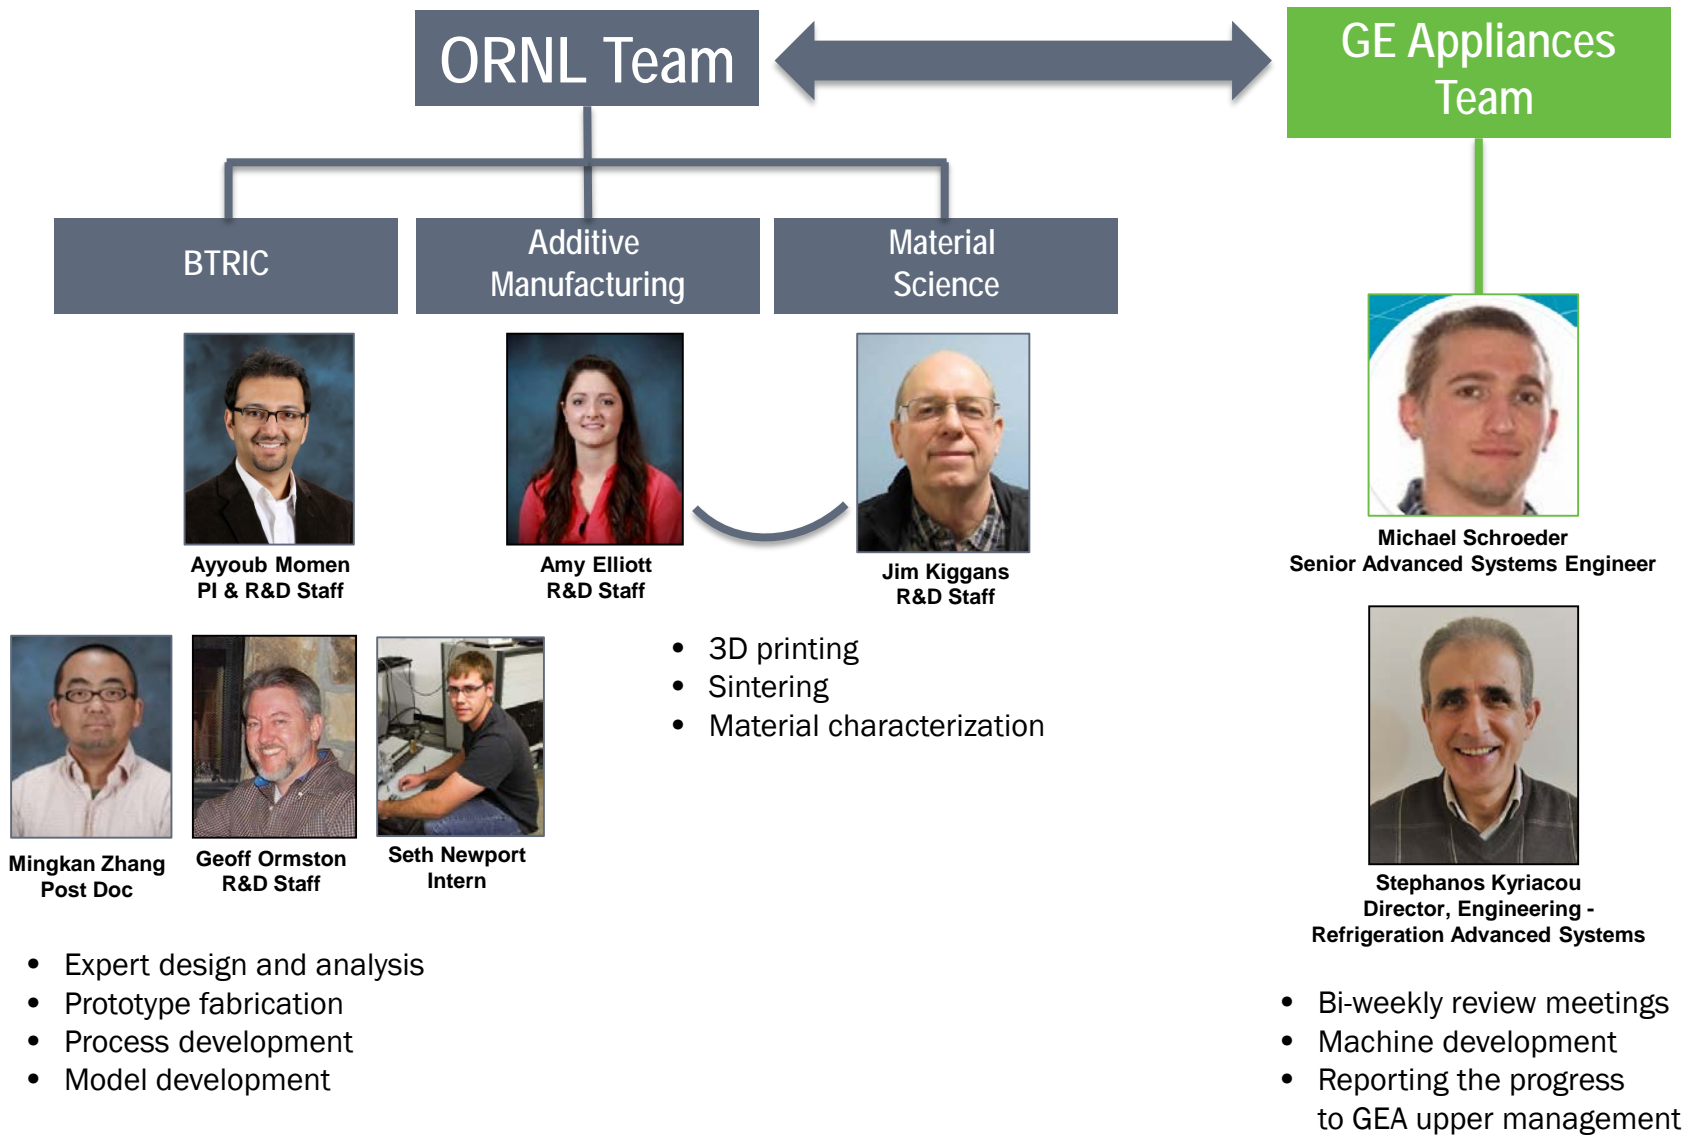 ORNL Team
GE Appliances
Team
BTRIC
Additive
Manufacturing
Material
Science
Ayyoub Momen
PI & R&D Staff
Amy Elliott
R&D Staff
Jim Kiggans
R&D Staff
Michael Schroeder
Senior Advanced Systems Engineer
Mingkan Zhang
Post Doc
Geoff Ormston
R&D Staff
Seth Newport
Intern
• 3D printing
• Sintering
• Material characterization
Stephanos Kyriacou
Director, Engineering -
Refrigeration Advanced Systems
• Expert design and analysis
• Prototype fabrication
• Process development
• Model development
• Bi-weekly review meetings
• Machine development
• Reporting the progress
to GEA upper management